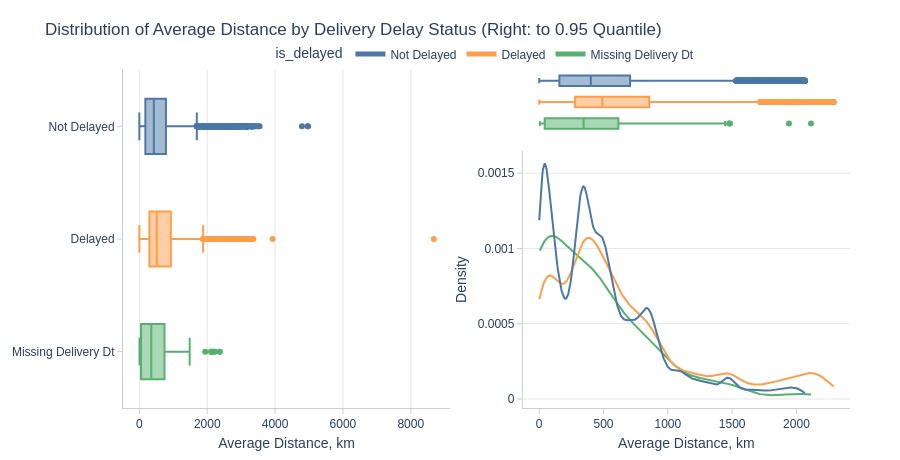 Distribution of Average Distance by Delivery Delay Status (Right: to 0.95 Quantile)
is_delayed Not Delayed Delayed Missing Delivery Dt
Not Delayed
Delayed
Missing Delivery Dt
0 2000 4000 6000 8000
Average Distance, km
0.0015
0.001
0.0005
0
Density
0 500 1000 1500 2000
Average Distance, km